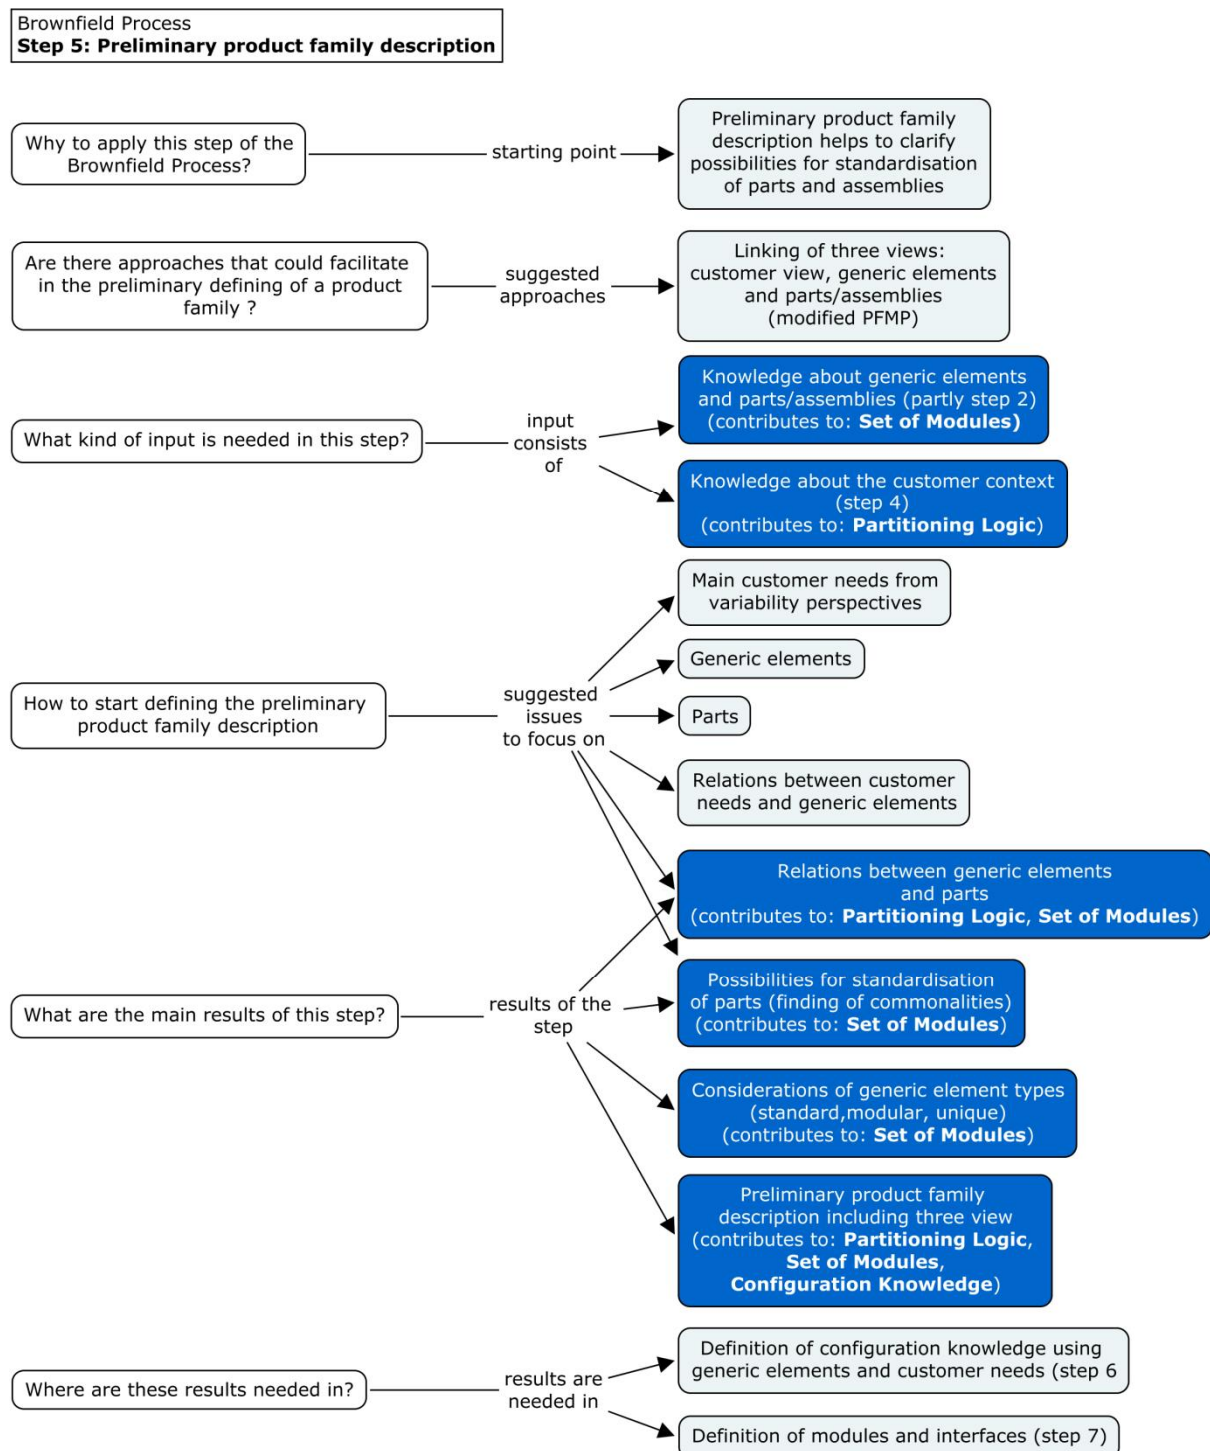 Brownfield Process
Step 5: Preliminary product family description
Why to apply this step of the
Brownfield Process?
starting point
Preliminary product family
description helps to clarify
possibilities for standardisation
of parts and assemblies
Are there approaches that could facilitate
in the preliminary defining of a product
family ?
suggested
approaches
Linking of three views:
customer view, generic elements
and parts/assemblies
(modified PFMP)
What kind of input is needed in this step?
input
consists
of
Knowledge about generic elements
and parts/assemblies (partly step 2)
(contributes to: Set of Modules)
Knowledge about the customer context
(step 4)
(contributes to: Partitioning Logic)
How to start defining the preliminary
product family description
suggested
issues
to focus on
Main customer needs from
variability perspectives
Generic elements
Parts
Relations between customer
needs and generic elements
Relations between generic elements
and parts
(contributes to: Partitioning Logic, Set of Modules)
What are the main results of this step?
results of the
step
Possibilities for standardisation
of parts (finding of commonalities)
(contributes to: Set of Modules)
Considerations of generic element types
(standard,modular, unique)
(contributes to: Set of Modules)
Preliminary product family
description including three view
(contributes to: Partitioning Logic,
Set of Modules,
Configuration Knowledge)
Where are these results needed in?
results are
needed in
Definition of configuration knowledge using
generic elements and customer needs (step 6
Definition of modules and interfaces (step 7)